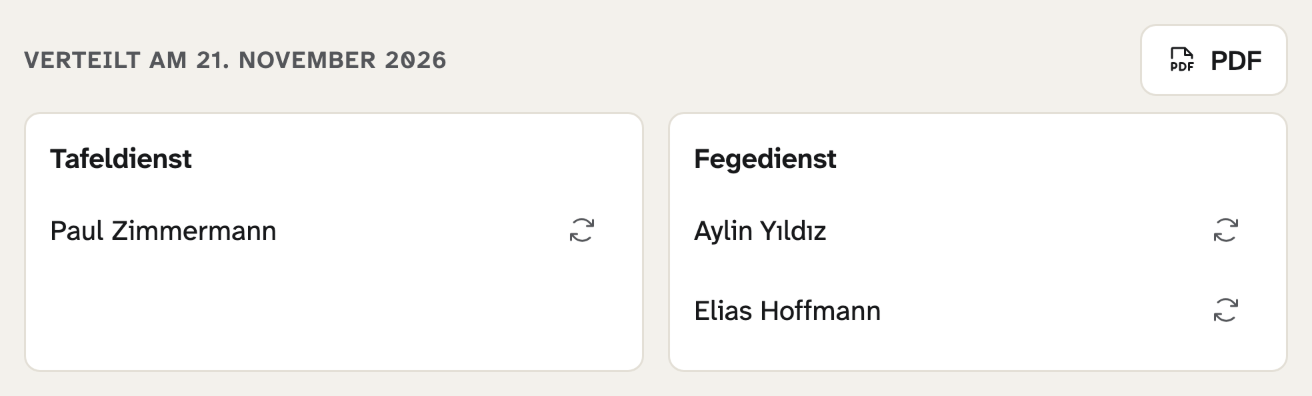 VERTEILT AM 21. NOVEMBER 2026
PDF PDF
Tafeldienst
Paul Zimmermann
Fegedienst
Aylin Yıldız
Elias Hoffmann